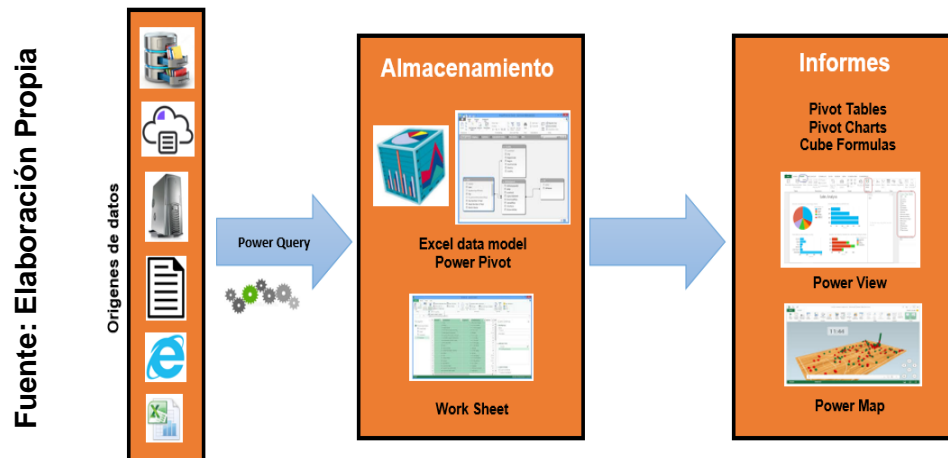 Fuente: Elaboración Propia
Origenes de datos
Power Query
Almacenamiento
Excel data model
Power Pivot
Work Sheet
Informes
Pivot Tables
Pivot Charts
Cube Formulas
Power View
Power Map